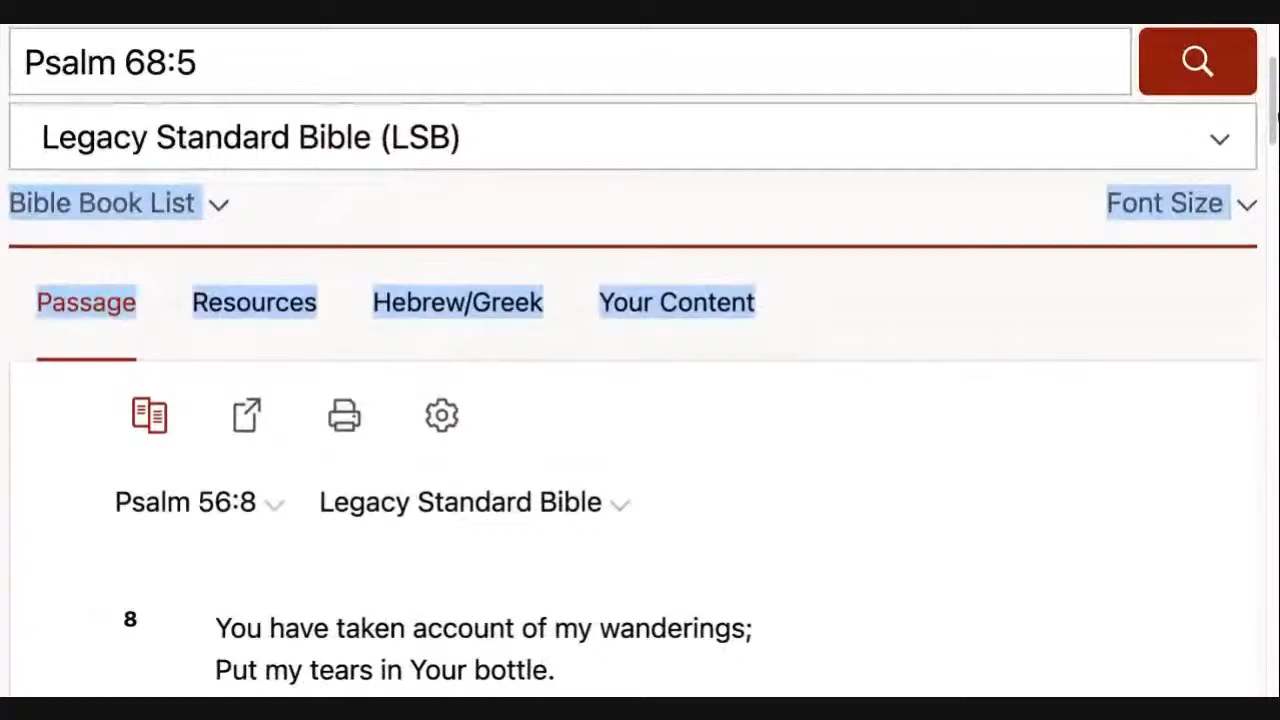 Psalm 68:5
Legacy Standard Bible (LSB)
Bible Book List Font Size
Passage Resources Hebrew/Greek Your Content
Psalm 56:8 Legacy Standard Bible
8 You have taken account of my wanderings;
Put my tears in Your bottle.